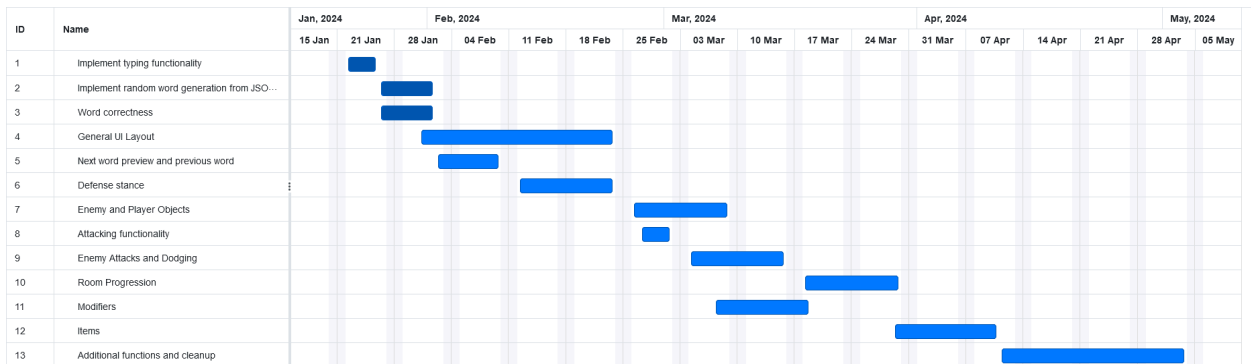 Jan, 2024 Feb, 2024 Mar, 2024 Apr, 2024 May, 2024
ID Name
15 Jan 21 Jan 28 Jan 04 Feb 11 Feb 18 Feb 25 Feb 03 Mar 10 Mar 17 Mar 24 Mar 31 Mar 07 Apr 14 Apr 21 Apr 28 Apr 05 May
1 Implement typing functionality
2 Implement random word generation from JSO···
3 Word correctness
4 General UI Layout
5 Next word preview and previous word
6 Defense stance
7 Enemy and Player Objects
8 Attacking functionality
9 Enemy Attacks and Dodging
10 Room Progression
11 Modifiers
12 Items
13 Additional functions and cleanup